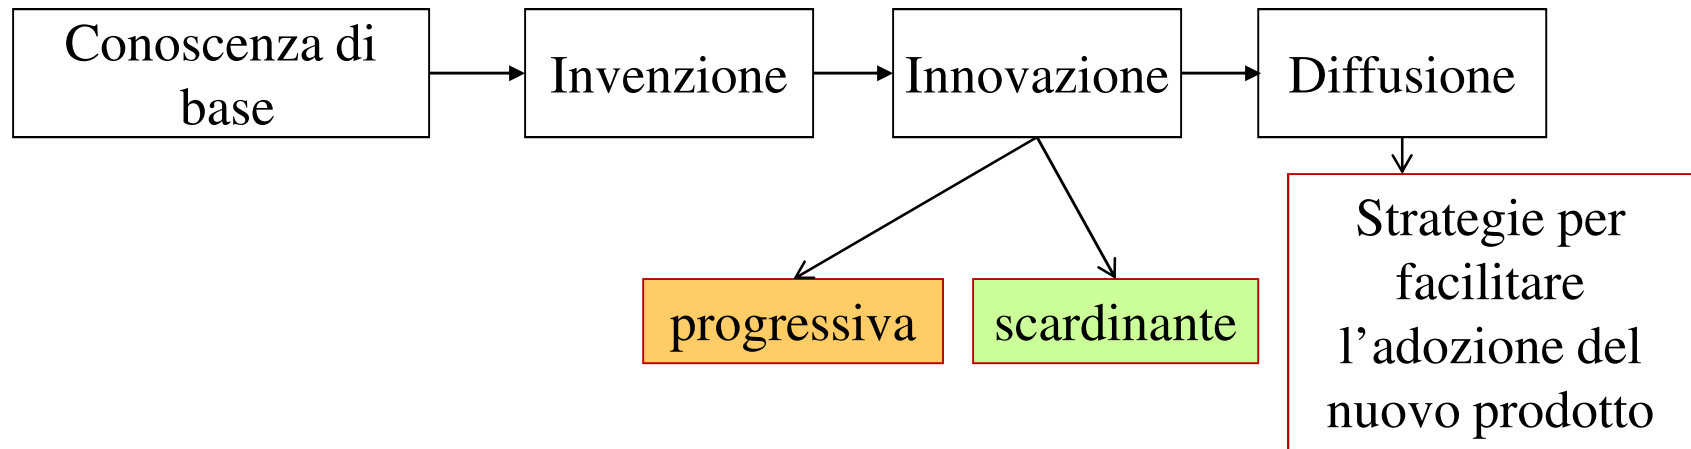 Conoscenza di
base
Invenzione
Innovazione
Diffusione
progressiva
scardinante
Strategie per
facilitare
l’adozione del
nuovo prodotto